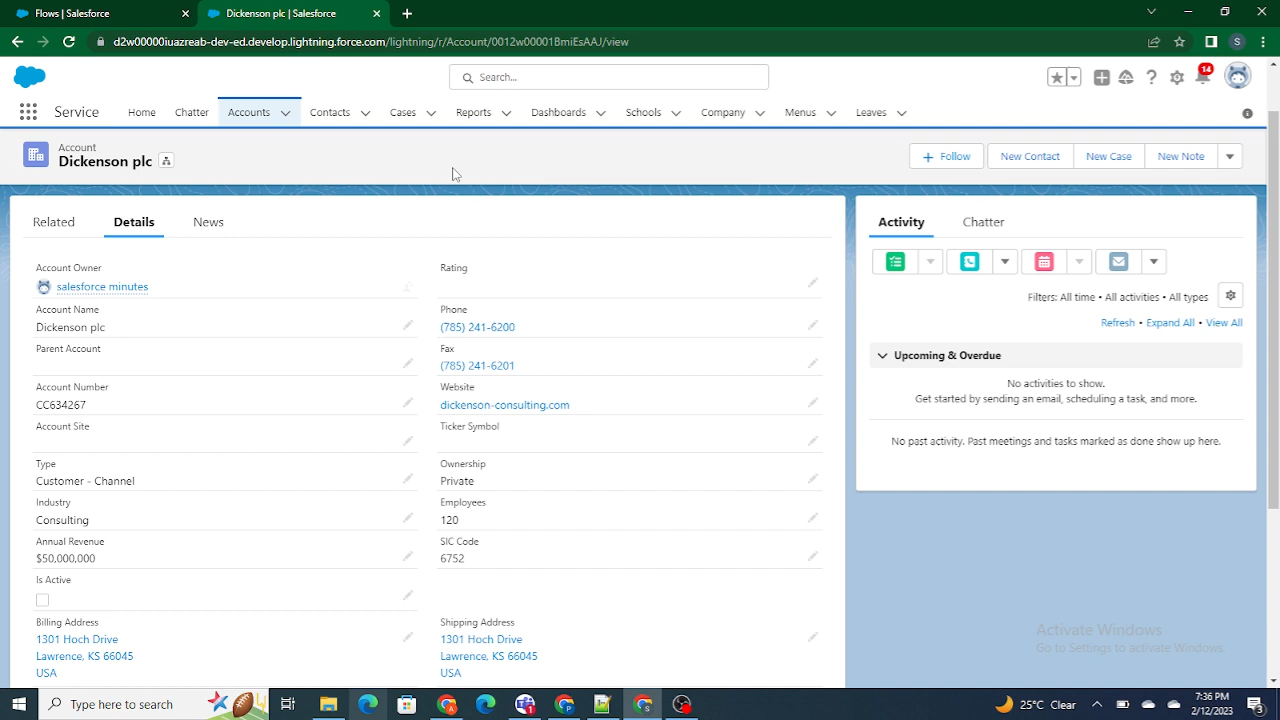 Flows | Salesforce
Dickenson plc | Salesforce
d2w00000iuazreab-dev-ed.develop.lightning.force.com/lightning/r/Account/0012w00001BmiEsAAJ/view
S
Search...
14
Service
Home
Chatter
Accounts
Contacts
Cases
Reports
Dashboards
Schools
Company
Menus
Leaves
Account
Dickenson plc
Follow
New Contact
New Case
New Note
Related
Details
News
Account Owner
salesforce minutes
Rating
Account Name
Dickenson plc
Phone
(785) 241-6200
Parent Account
Fax
(785) 241-6201
Account Number
CC634267
Website
dickenson-consulting.com
Account Site
Ticker Symbol
Type
Customer - Channel
Ownership
Private
Industry
Consulting
Employees
120
Annual Revenue
$50,000,000
SIC Code
6752
Is Active
Billing Address
1301 Hoch Drive
Lawrence, KS 66045
USA
Shipping Address
1301 Hoch Drive
Lawrence, KS 66045
USA
Activity
Chatter
Filters: All time • All activities • All types
Refresh • Expand All • View All
Upcoming & Overdue
No activities to show.
Get started by sending an email, scheduling a task, and more.
No past activity. Past meetings and tasks marked as done show up here.
Activate Windows
Go to Settings to activate Windows.
Type here to search
25°C Clear
7:36 PM
2/12/2023